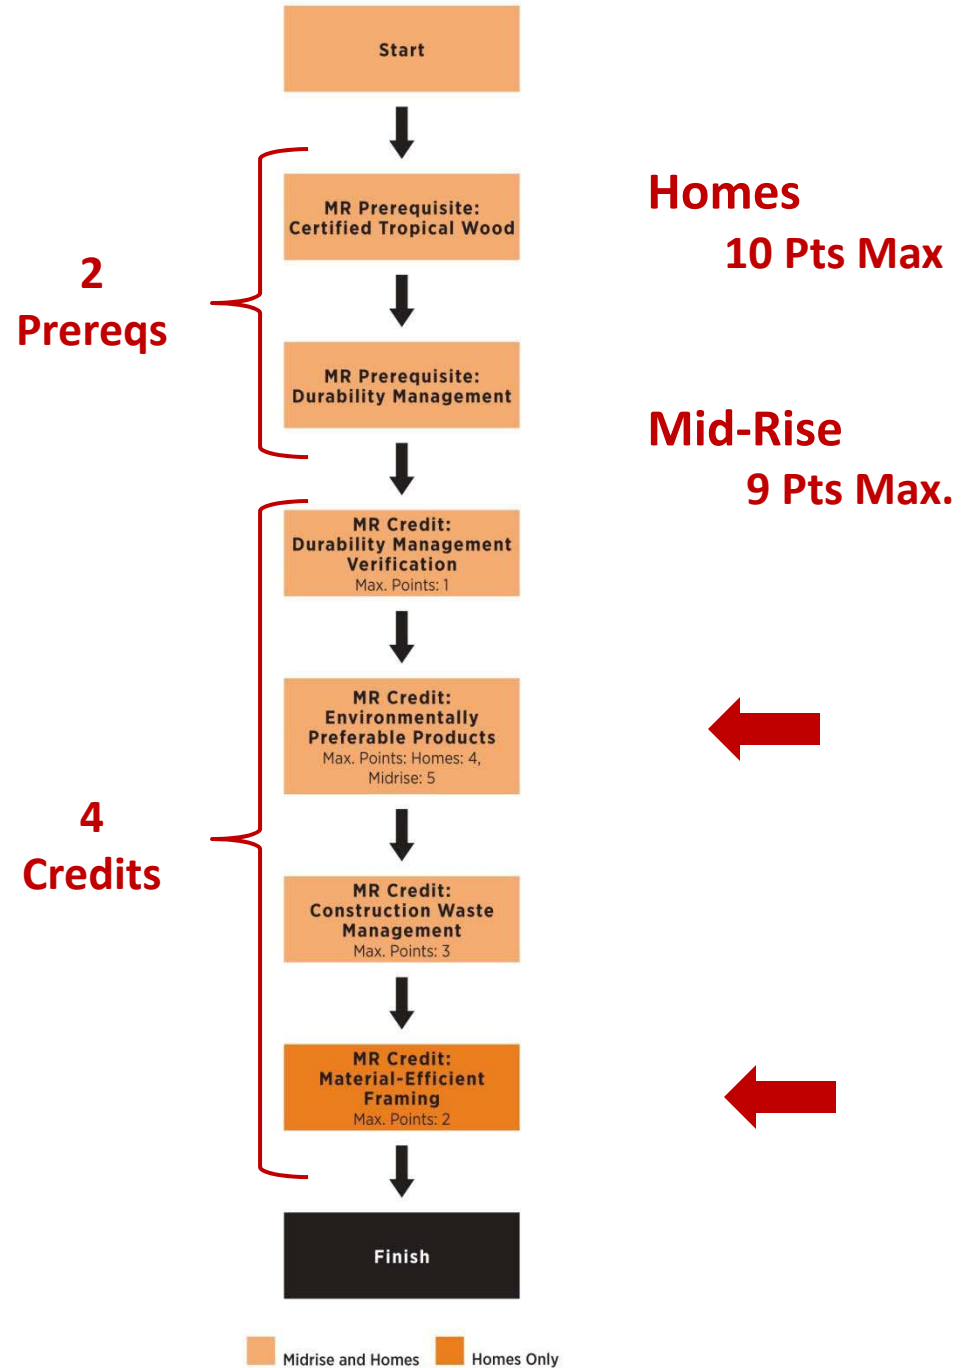 Start
MR Prerequisite:
Certified Tropical Wood
Homes
10 Pts Max
2
Prereqs
MR Prerequisite:
Durability Management
Mid-Rise
9 Pts Max.
MR Credit:
Durability Management
Verification
Max. Points: 1
MR Credit:
Environmentally
Preferable Products
Max. Points: Homes: 4,
Midrise: 5
4
Credits
MR Credit:
Construction Waste
Management
Max. Points: 3
MR Credit:
Material-Efficient
Framing
Max. Points: 2
Finish
Midrise and Homes
Homes Only